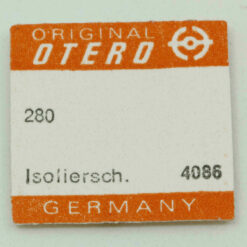 ORIGINAL
OTERO
280
Isoliersch. 4086
GERMANY